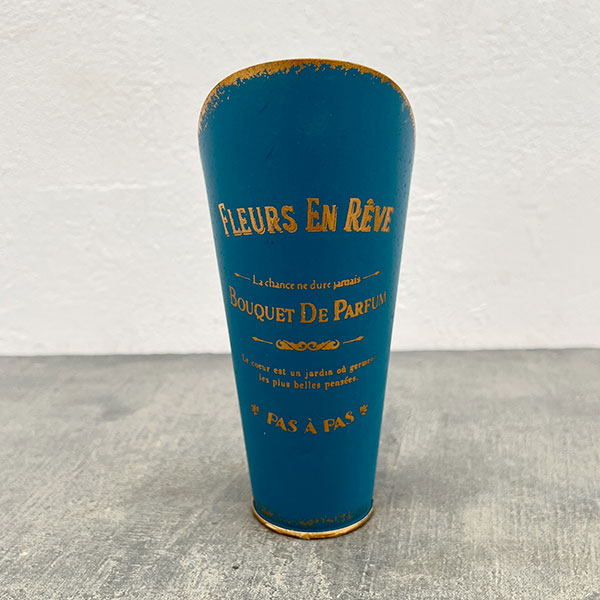 FLEURS EN RÊVE
La chance ne dure jamais
BOUQUET DE PARFUM
Le coeur est un jardin où germe
les plus belles pensées.
PAS À PAS